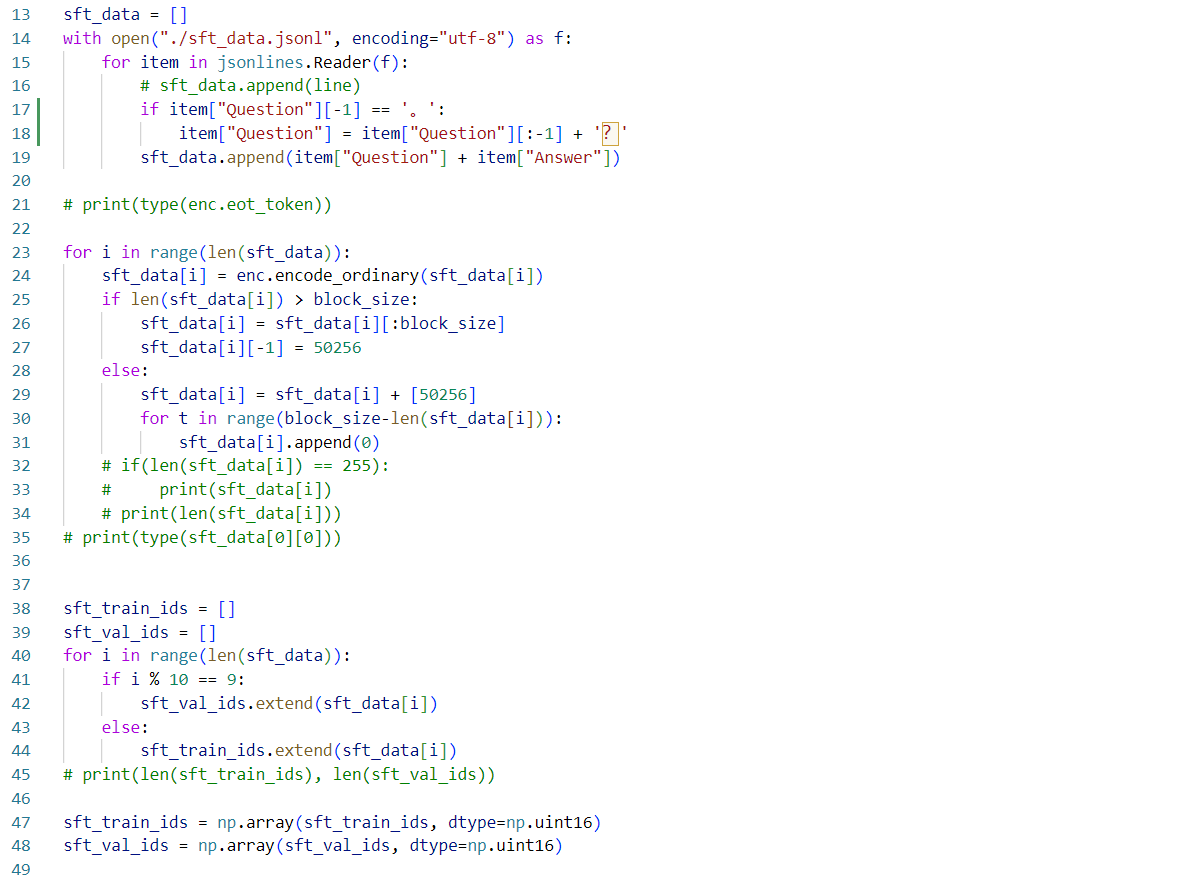 13 sft_data = []
14 with open("./sft_data.jsonl", encoding="utf-8") as f:
15     for item in jsonlines.Reader(f):
16         # sft_data.append(line)
17         if item["Question"][-1] == '。':
18             item["Question"] = item["Question"][:-1] + '？'
19         sft_data.append(item["Question"] + item["Answer"])
20
21 # print(type(enc.eot_token))
22
23 for i in range(len(sft_data)):
24     sft_data[i] = enc.encode_ordinary(sft_data[i])
25     if len(sft_data[i]) > block_size:
26         sft_data[i] = sft_data[i][:block_size]
27         sft_data[i][-1] = 50256
28     else:
29         sft_data[i] = sft_data[i] + [50256]
30         for t in range(block_size-len(sft_data[i])):
31             sft_data[i].append(0)
32     # if(len(sft_data[i]) == 255):
33     #     print(sft_data[i])
34     # print(len(sft_data[i]))
35 # print(type(sft_data[0][0]))
36
37
38 sft_train_ids = []
39 sft_val_ids = []
40 for i in range(len(sft_data)):
41     if i % 10 == 9:
42         sft_val_ids.extend(sft_data[i])
43     else:
44         sft_train_ids.extend(sft_data[i])
45 # print(len(sft_train_ids), len(sft_val_ids))
46
47 sft_train_ids = np.array(sft_train_ids, dtype=np.uint16)
48 sft_val_ids = np.array(sft_val_ids, dtype=np.uint16)
49